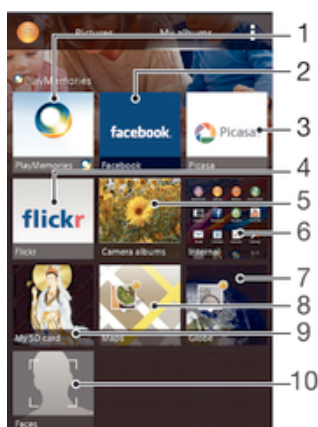 Pictures My albums
PlayMemories
1
2
3
4
5
6
7
8
9
10
facebook
Picasa
PlayMemories Facebook Picasa
flickr
Flickr Camera albums Internal
My SD card Maps Globe
Faces